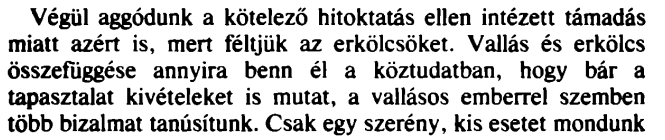 Végül aggódunk a kötelező hitoktatás ellen intézett támadás
miatt azért is, mert féltjük az erkölcsöket. Vallás és erkölcs
összefüggése annyira benn él a köztudatban, hogy bár a
tapasztalat kivételeket is mutat, a vallásos emberrel szemben
több bizalmat tanúsítunk. Csak egy szerény, kis esetet mondunk